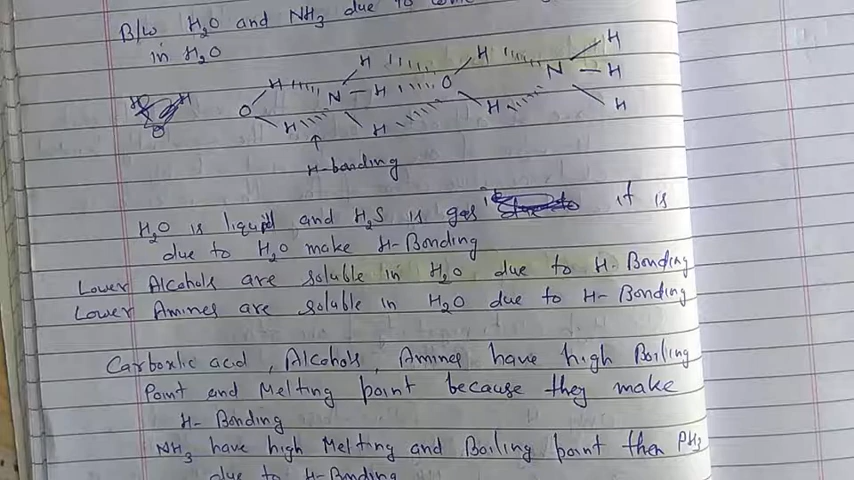 B/w H₂O and NH₃ due to
in H₂O
H H H H
O H N - H O N - H
H H H H
H-bonding
H₂O is liquid and H₂S is gas it is
due to H₂O make H-Bonding
Lower Alcohols are soluble in H₂O due to H-Bonding
Lower Amines are soluble in H₂O due to H-Bonding
Carboxlic acid, Alcohols, Amines have high Boiling
Point and Melting point because they make
H-Bonding
NH₃ have high Melting and Boiling point then PH₃
due to H-Bonding